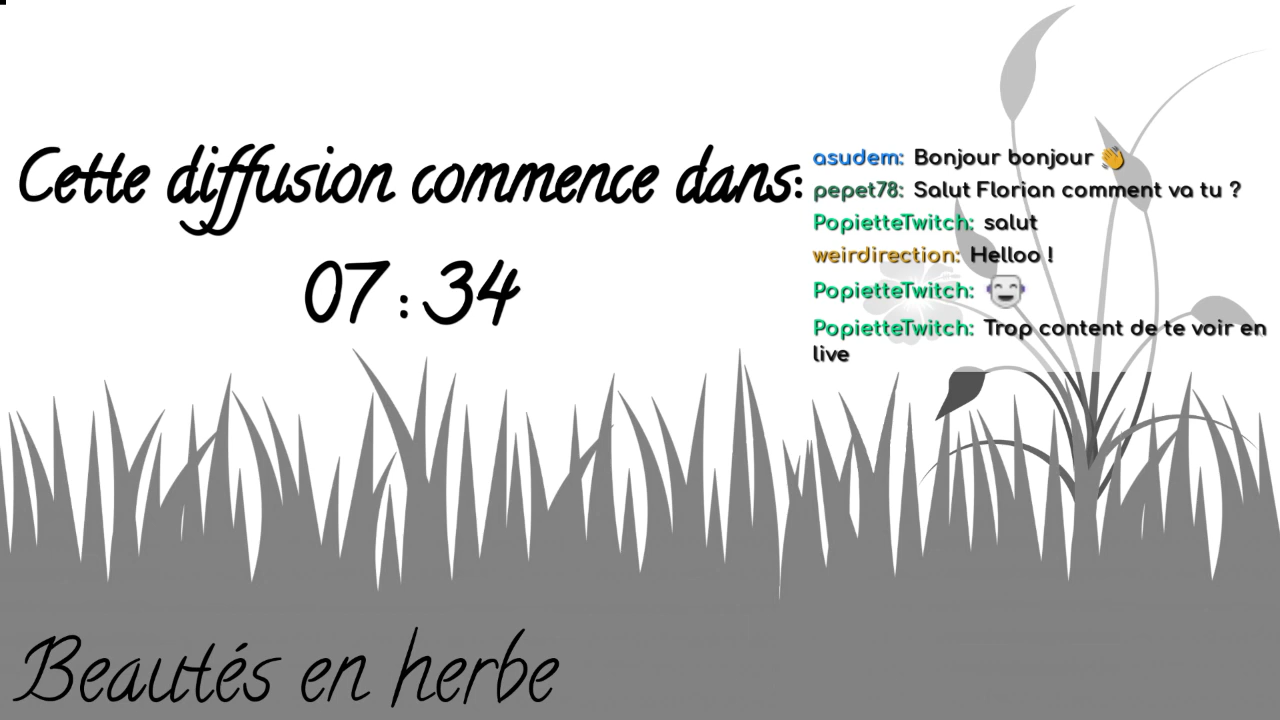 Cette diffusion commence dans:
07:34
asudem: Bonjour bonjour 👋
pepet78: Salut Florian comment va tu ?
PopietteTwitch: salut
weirdirection: Helloo !
PopietteTwitch:
PopietteTwitch: Trop content de te voir en
live
Beautés en herbe